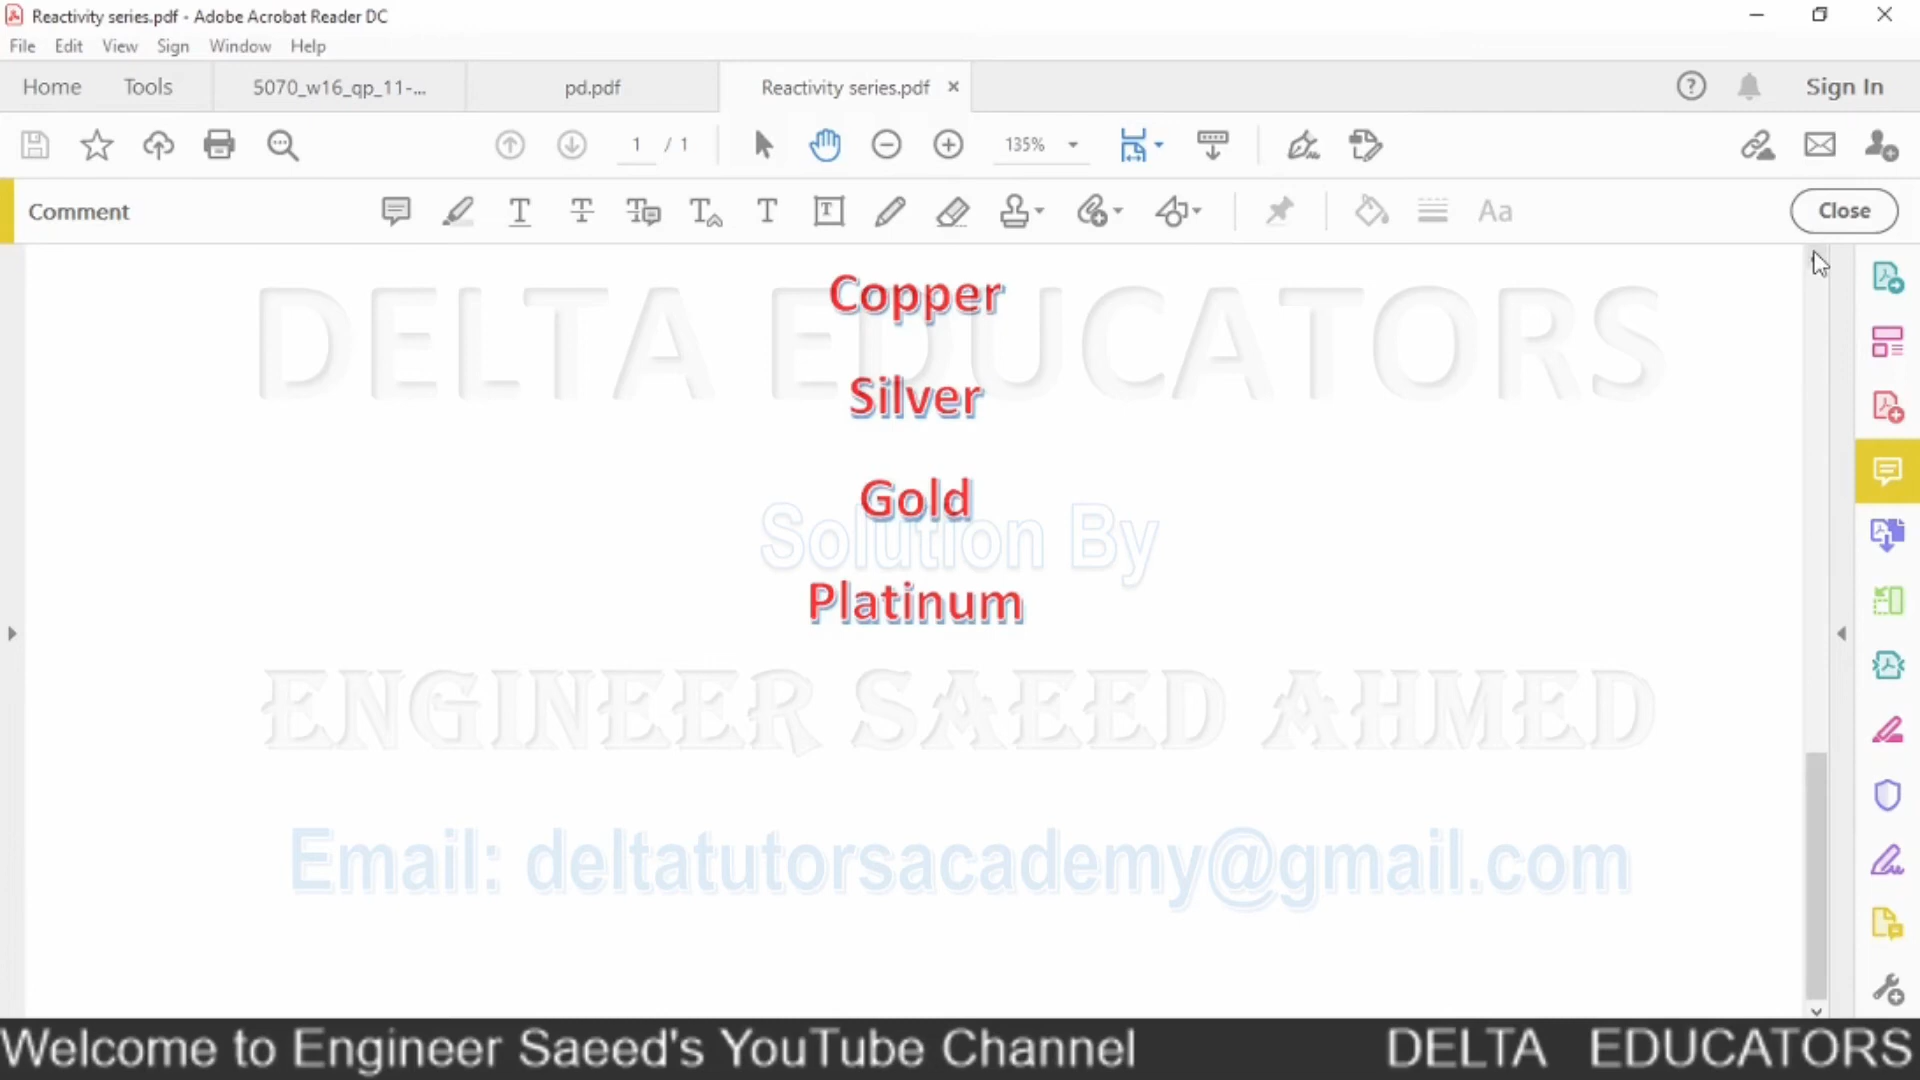 Reactivity series.pdf - Adobe Acrobat Reader DC
File Edit View Sign Window Help
Home Tools 5070_w16_qp_11-... pd.pdf Reactivity series.pdf × Sign In
1 / 1 135%
Comment Close
DELTA EDUCATORS
Copper
Silver
Gold
Solution By
Platinum
ENGINEER SAEED AHMED
Email: deltatutorsacademy@gmail.com
Welcome to Engineer Saeed's YouTube Channel DELTA EDUCATORS